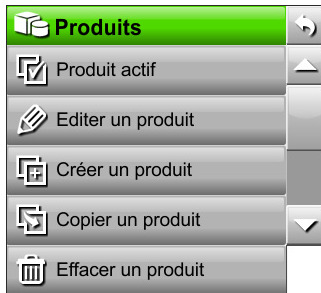 Produits
Produit actif
Editer un produit
Créer un produit
Copier un produit
Effacer un produit